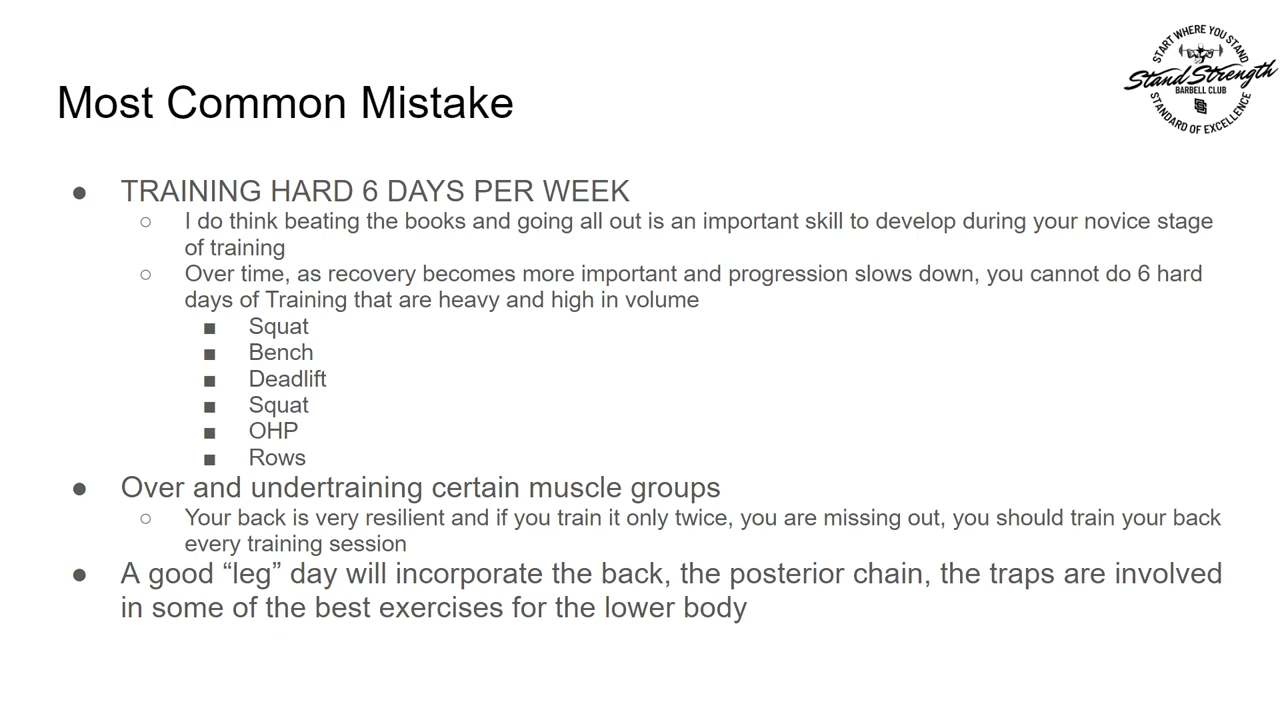 START WHERE YOU STAND
Stand Strength
BARBELL CLUB
STANDARD OF EXCELLENCE
Most Common Mistake
● TRAINING HARD 6 DAYS PER WEEK
○ I do think beating the books and going all out is an important skill to develop during your novice stage
of training
○ Over time, as recovery becomes more important and progression slows down, you cannot do 6 hard
days of Training that are heavy and high in volume
■ Squat
■ Bench
■ Deadlift
■ Squat
■ OHP
■ Rows
● Over and undertraining certain muscle groups
○ Your back is very resilient and if you train it only twice, you are missing out, you should train your back
every training session
● A good “leg” day will incorporate the back, the posterior chain, the traps are involved
in some of the best exercises for the lower body